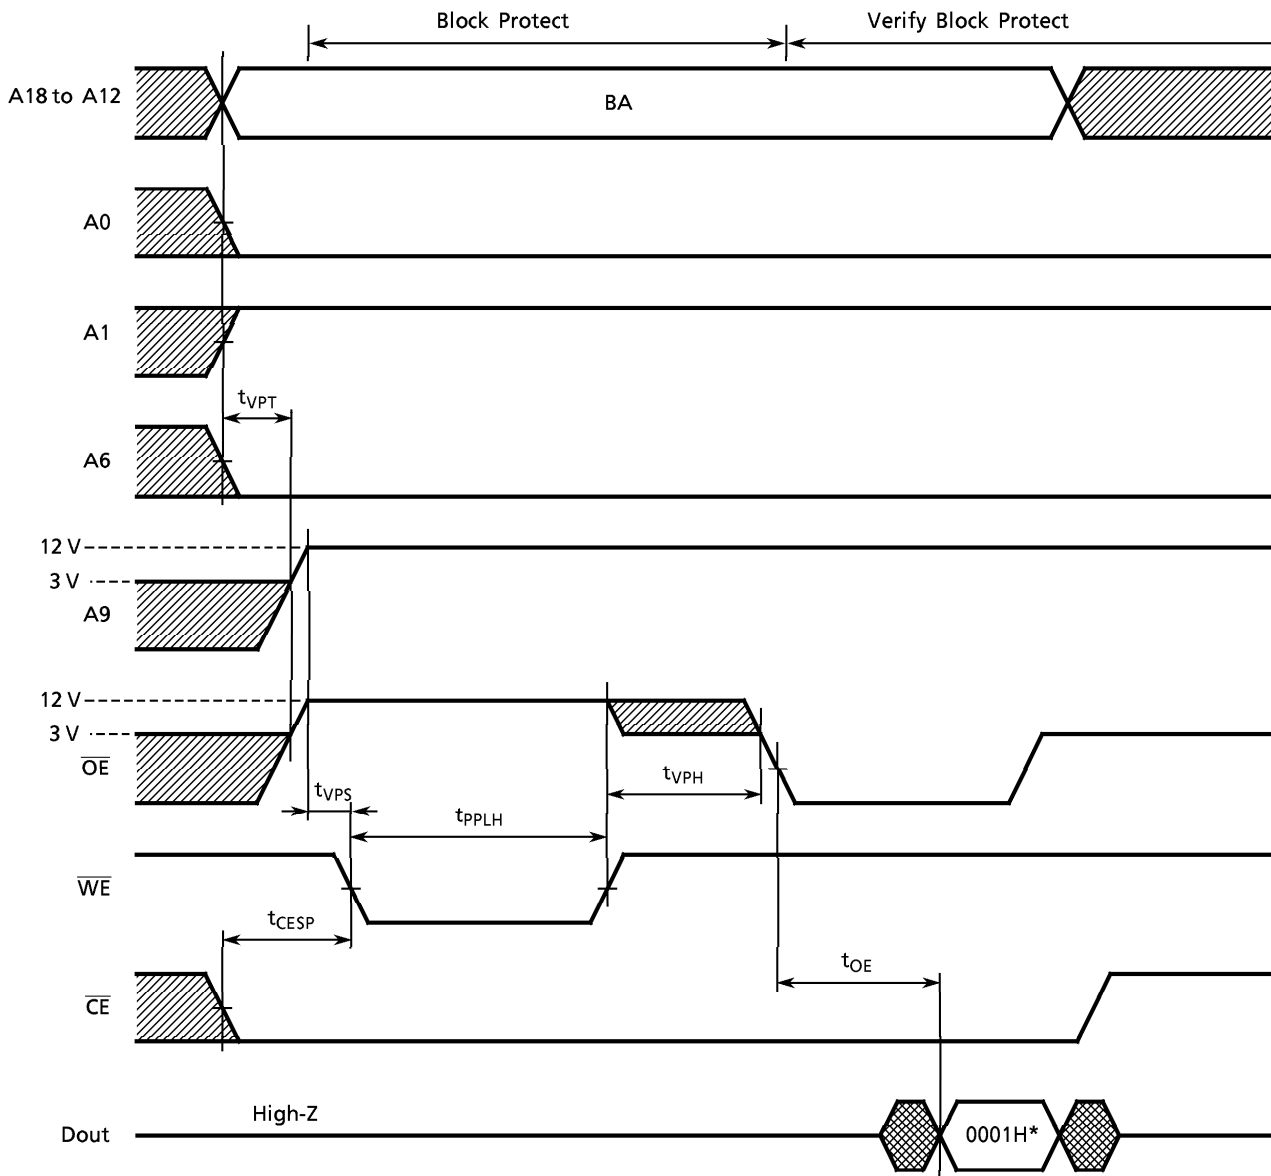 Block Protect
Verify Block Protect
A18 to A12
BA
A0
A1
tVPT
A6
12 V
3 V
A9
12 V
3 V
OE
tVPS
tVPH
tPPLH
WE
tCESP
tOE
CE
High-Z
Dout
0001H*